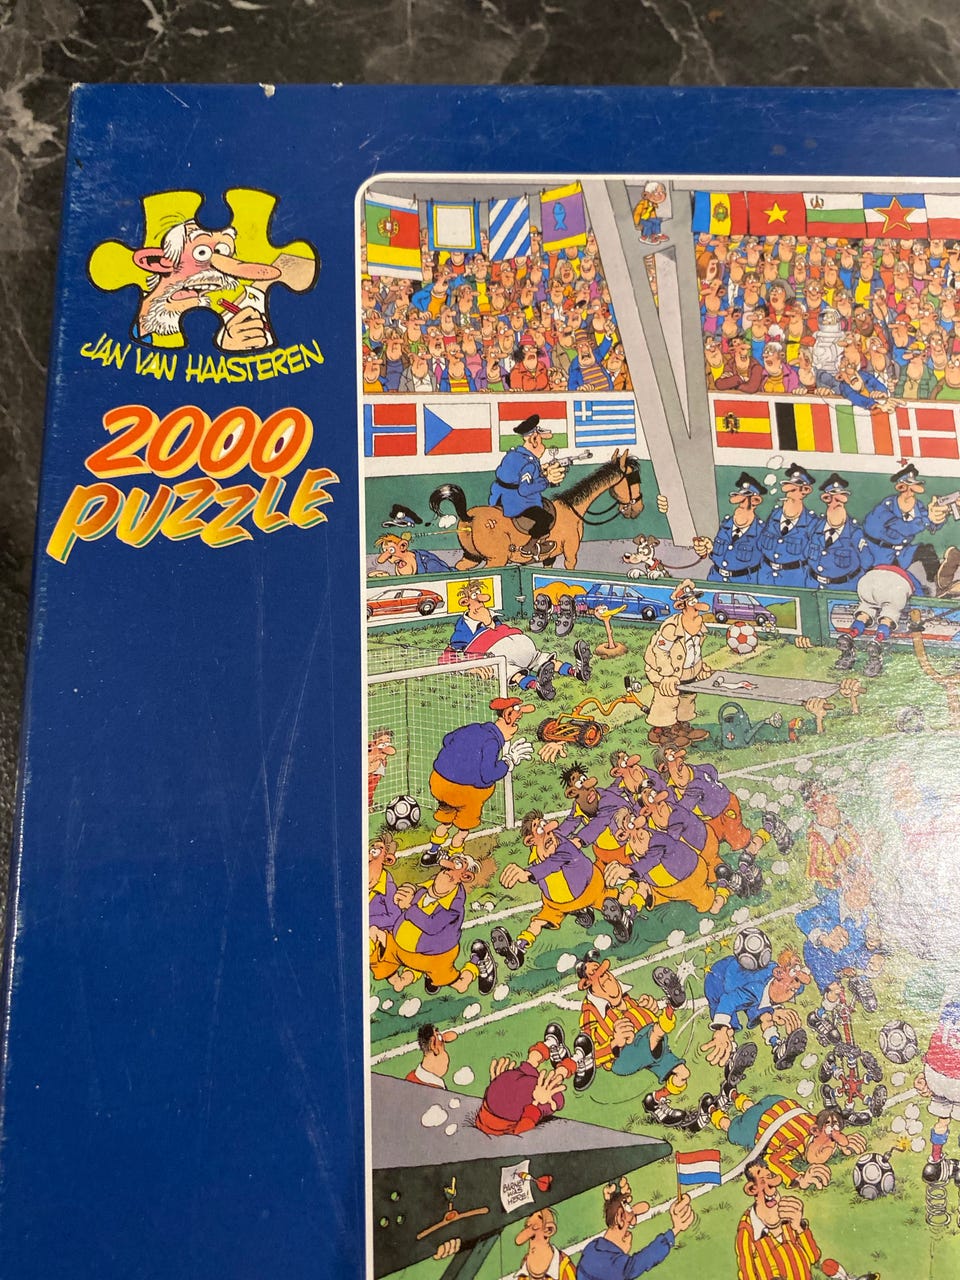 JAN VAN HAASTEREN
2000
PUZZLE
BARNEY
WAS
HERE!